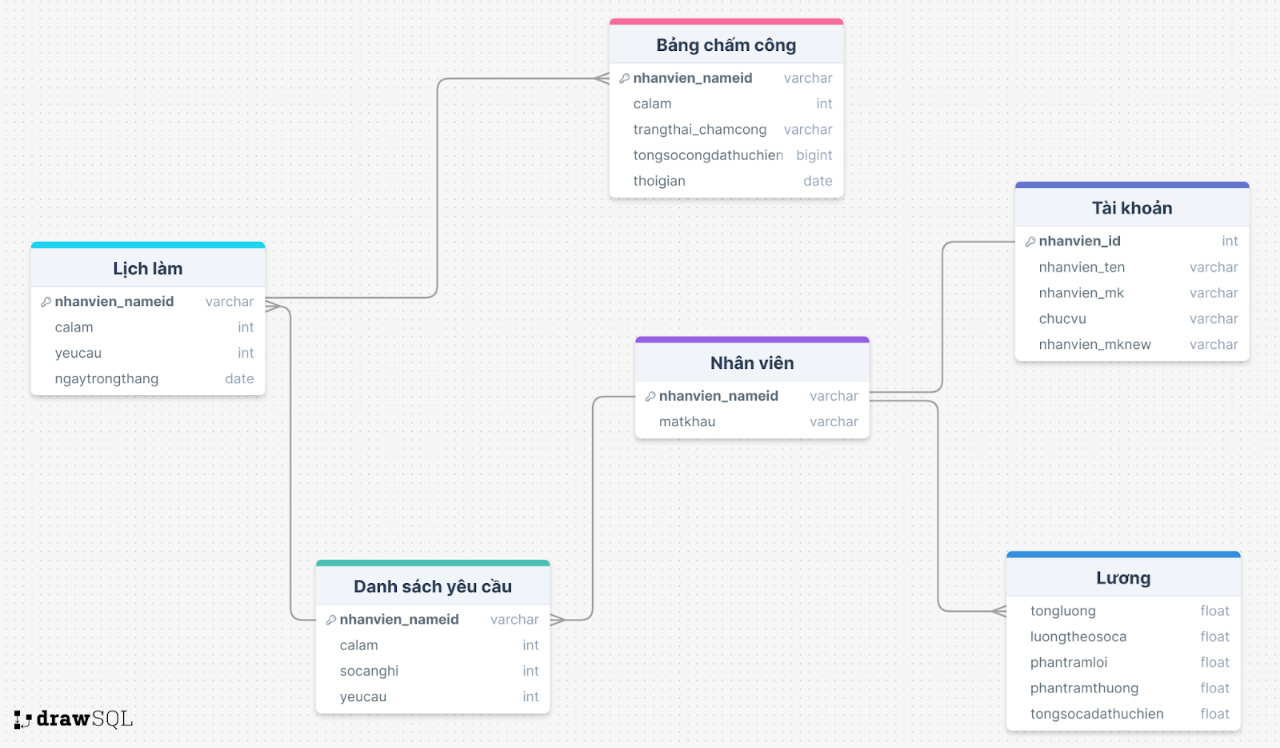 Bảng chấm công
nhanvien_nameid varchar
calam int
trangthai_chamcong varchar
tongsocongdathuchien bigint
thoigian date
Tài khoản
nhanvien_id int
nhanvien_ten varchar
nhanvien_mk varchar
chucvu varchar
nhanvien_mknew varchar
Lịch làm
nhanvien_nameid varchar
calam int
yeucau int
ngaytrongthang date
Nhân viên
nhanvien_nameid varchar
matkhau varchar
Danh sách yêu cầu
nhanvien_nameid varchar
calam int
socanghi int
yeucau int
Lương
tongluong float
luongtheosoca float
phantramloi float
phantramthuong float
tongsocadathuchien float
drawSQL